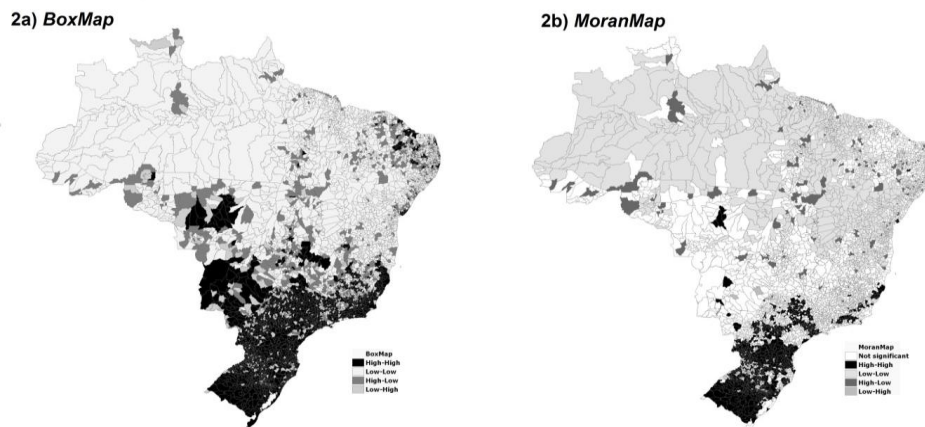 2a) BoxMap
2b) MoranMap
BoxMap
High-High
Low-Low
High-Low
Low-High
MoranMap
Not significant
High-High
Low-Low
High-Low
Low-High